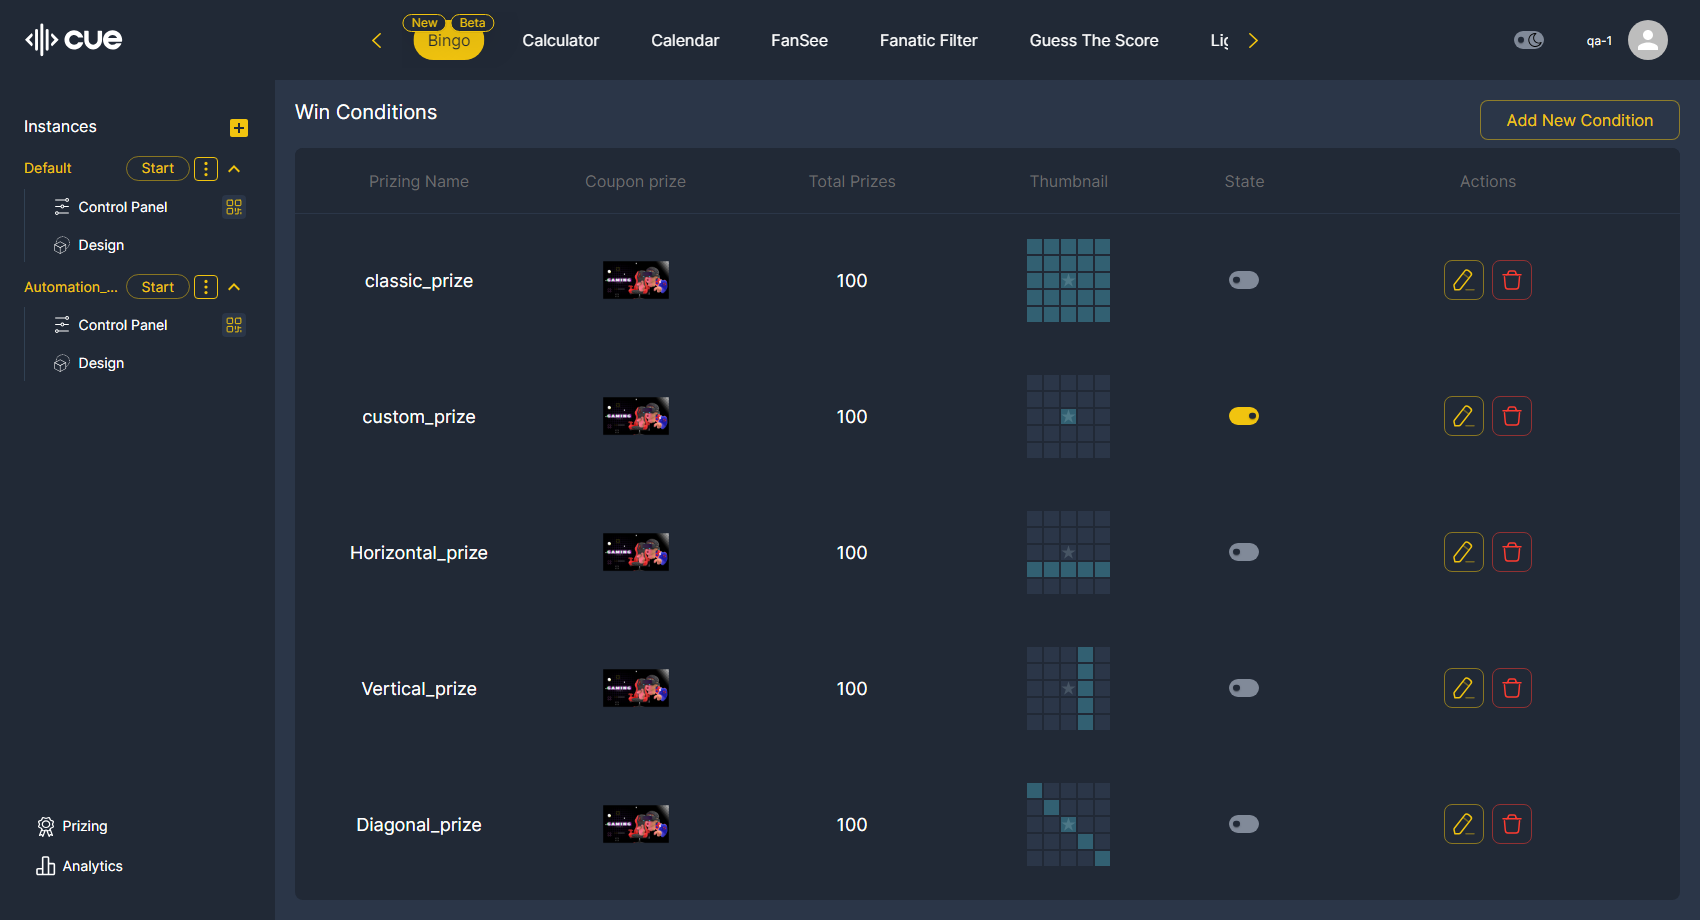 cue
New Beta
Bingo Calculator Calendar FanSee Fanatic Filter Guess The Score
qa-1
Instances
Default Start
Control Panel
Design
Automation_... Start
Control Panel
Design
Prizing
Analytics
Win Conditions
Add New Condition
Prizing Name Coupon prize Total Prizes Thumbnail State Actions
classic_prize GAMING 100
custom_prize GAMING 100
Horizontal_prize GAMING 100
Vertical_prize GAMING 100
Diagonal_prize GAMING 100